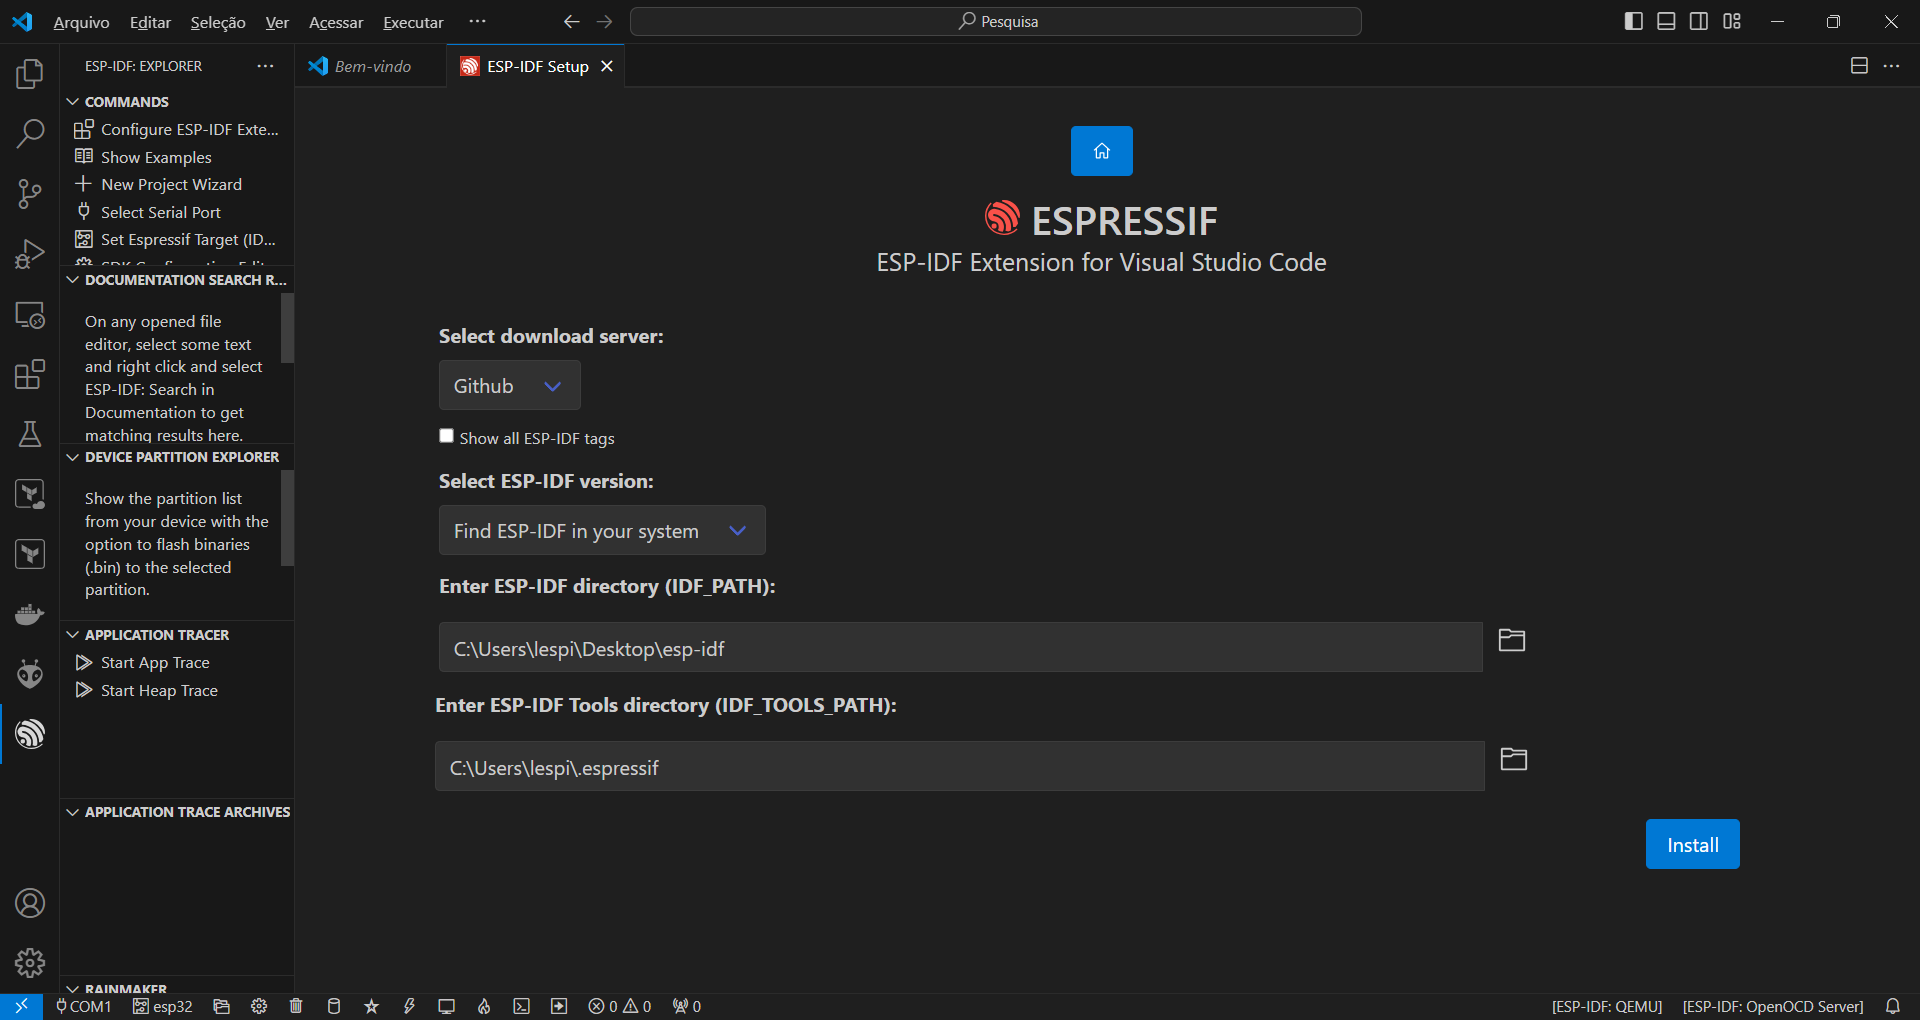 Arquivo Editar Seleção Ver Acessar Executar ···
Pesquisa
ESP-IDF: EXPLORER ···
Bem-vindo
ESP-IDF Setup
COMMANDS
Configure ESP-IDF Exte...
Show Examples
New Project Wizard
Select Serial Port
Set Espressif Target (ID...
SDK Configuration Edit
DOCUMENTATION SEARCH R...
On any opened file
editor, select some text
and right click and select
ESP-IDF: Search in
Documentation to get
matching results here.
DEVICE PARTITION EXPLORER
Show the partition list
from your device with the
option to flash binaries
(.bin) to the selected
partition.
APPLICATION TRACER
Start App Trace
Start Heap Trace
APPLICATION TRACE ARCHIVES
RAINMAKER
ESPRESSIF
ESP-IDF Extension for Visual Studio Code
Select download server:
Github
Show all ESP-IDF tags
Select ESP-IDF version:
Find ESP-IDF in your system
Enter ESP-IDF directory (IDF_PATH):
C:\Users\lespi\Desktop\esp-idf
Enter ESP-IDF Tools directory (IDF_TOOLS_PATH):
C:\Users\lespi\.espressif
Install
COM1 esp32 0 0 0 [ESP-IDF: QEMU] [ESP-IDF: OpenOCD Server]